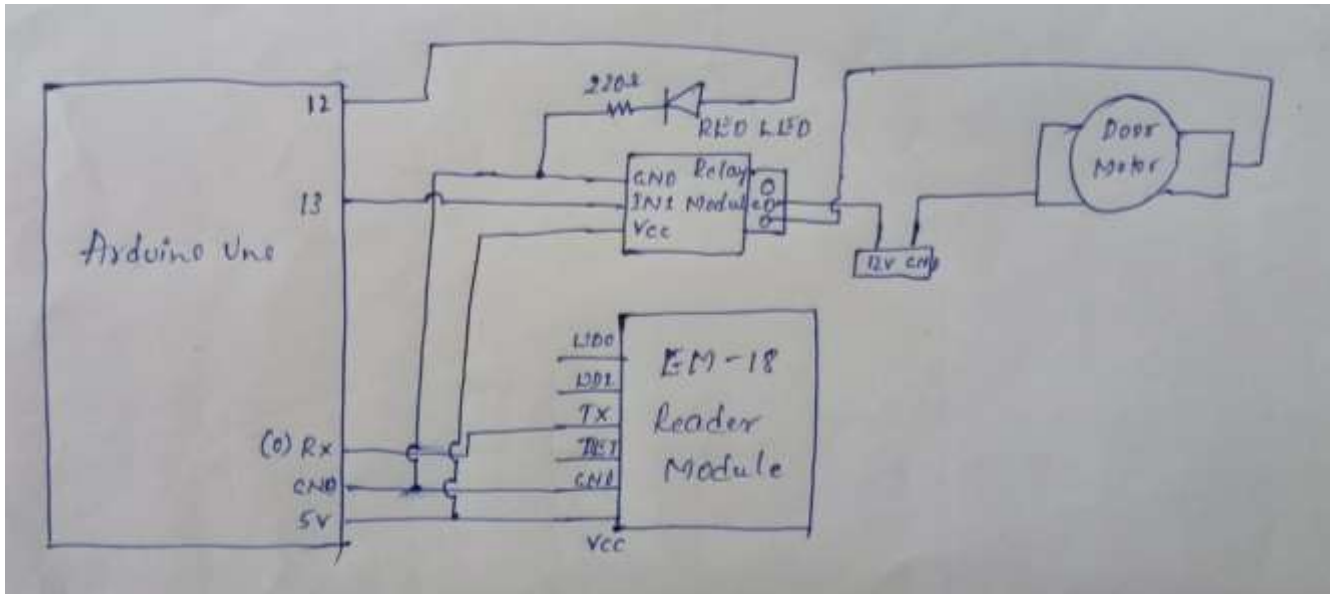 12
220Ω
RED LED
Door
Motor
GND Relay
13
IN1 Module
Vcc
Arduino Uno
12V GND
EM-18
Reader
Module
TX
(0) Rx
GND
GND
5V
Vcc